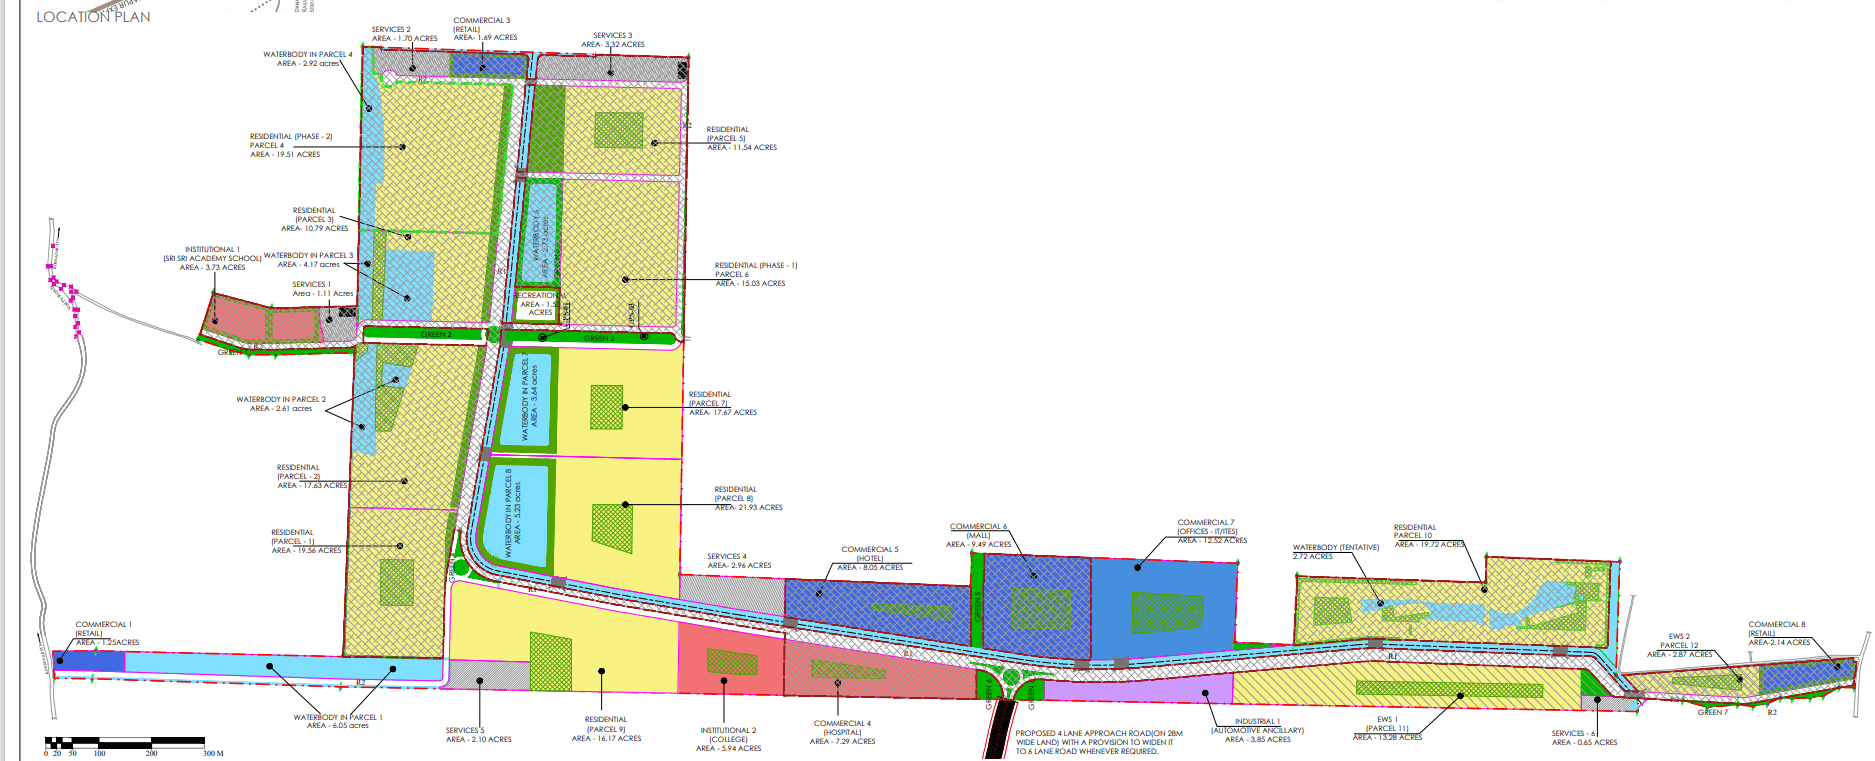 LOCATION PLAN
SERVICES 2
AREA - 1.70 ACRES
COMMERCIAL 3
(RETAIL)
AREA- 1.69 ACRES
SERVICES 3
AREA- 3.32 ACRES
WATERBODY IN PARCEL 4
AREA - 2.92 acres
RESIDENTIAL (PHASE - 2)
PARCEL 4
AREA - 19.51 ACRES
RESIDENTIAL
(PARCEL 5)
AREA - 11.54 ACRES
R2
R2
RESIDENTIAL
(PARCEL 3)
AREA- 10.79 ACRES
INSTITUTIONAL 1
(SRI SRI ACADEMY SCHOOL)
AREA - 3.73 ACRES
WATERBODY IN PARCEL 3
AREA - 4.17 acres
SERVICES 1
Area - 1.11 Acres
R1
RESIDENTIAL (PHASE - 1)
PARCEL 6
AREA - 15.03 ACRES
ECREATIONAL
AREA - 1.5
ACRES
GREEN 2
GREEN 2
WATERBODY IN PARCEL 2
AREA - 2.61 acres
WATERBODY IN PARCEL 7
AREA - 3.64 acres
RESIDENTIAL
(PARCEL 7)
AREA- 17.67 ACRES
RESIDENTIAL
(PARCEL - 2)
AREA - 17.63 ACRES
WATERBODY IN PARCEL 8
AREA - 5.23 acres
RESIDENTIAL
(PARCEL 8)
AREA- 21.93 ACRES
RESIDENTIAL
(PARCEL - 1)
AREA - 19.56 ACRES
R1
SERVICES 4
AREA- 2.96 ACRES
COMMERCIAL 5
(HOTEL)
AREA - 8.05 ACRES
COMMERCIAL 6
(MALL)
AREA - 9.49 ACRES
COMMERCIAL 7
(OFFICES - IT/ITES)
AREA - 12.52 ACRES
WATERBODY (TENTATIVE)
2.72 ACRES
RESIDENTIAL
PARCEL 10
AREA - 19.72 ACRES
GREEN 5
COMMERCIAL 1
(RETAIL)
AREA - 1.25ACRES
R2
R1
R1
EWS 2
PARCEL 12
AREA - 2.87 ACRES
COMMERCIAL 8
(RETAIL)
AREA-2.14 ACRES
WATERBODY IN PARCEL 1
AREA - 6.05 acres
SERVICES 5
AREA - 2.10 ACRES
RESIDENTIAL
(PARCEL 9)
AREA - 16.17 ACRES
INSTITUTIONAL 2
(COLLEGE)
AREA - 5.94 ACRES
COMMERCIAL 4
(HOSPITAL)
AREA - 7.29 ACRES
GREEN 6
GREEN
PROPOSED 4 LANE APPROACH ROAD(ON 28M
WIDE LAND) WITH A PROVISION TO WIDEN IT
TO 6 LANE ROAD WHENEVER REQUIRED.
INDUSTRIAL 1
(AUTOMOTIVE ANCILLARY)
AREA - 3.85 ACRES
EWS 1
(PARCEL 11)
AREA - 13.28 ACRES
SERVICES - 6
AREA - 0.65 ACRES
GREEN 7
R2
0 20 50 100 200 300 M